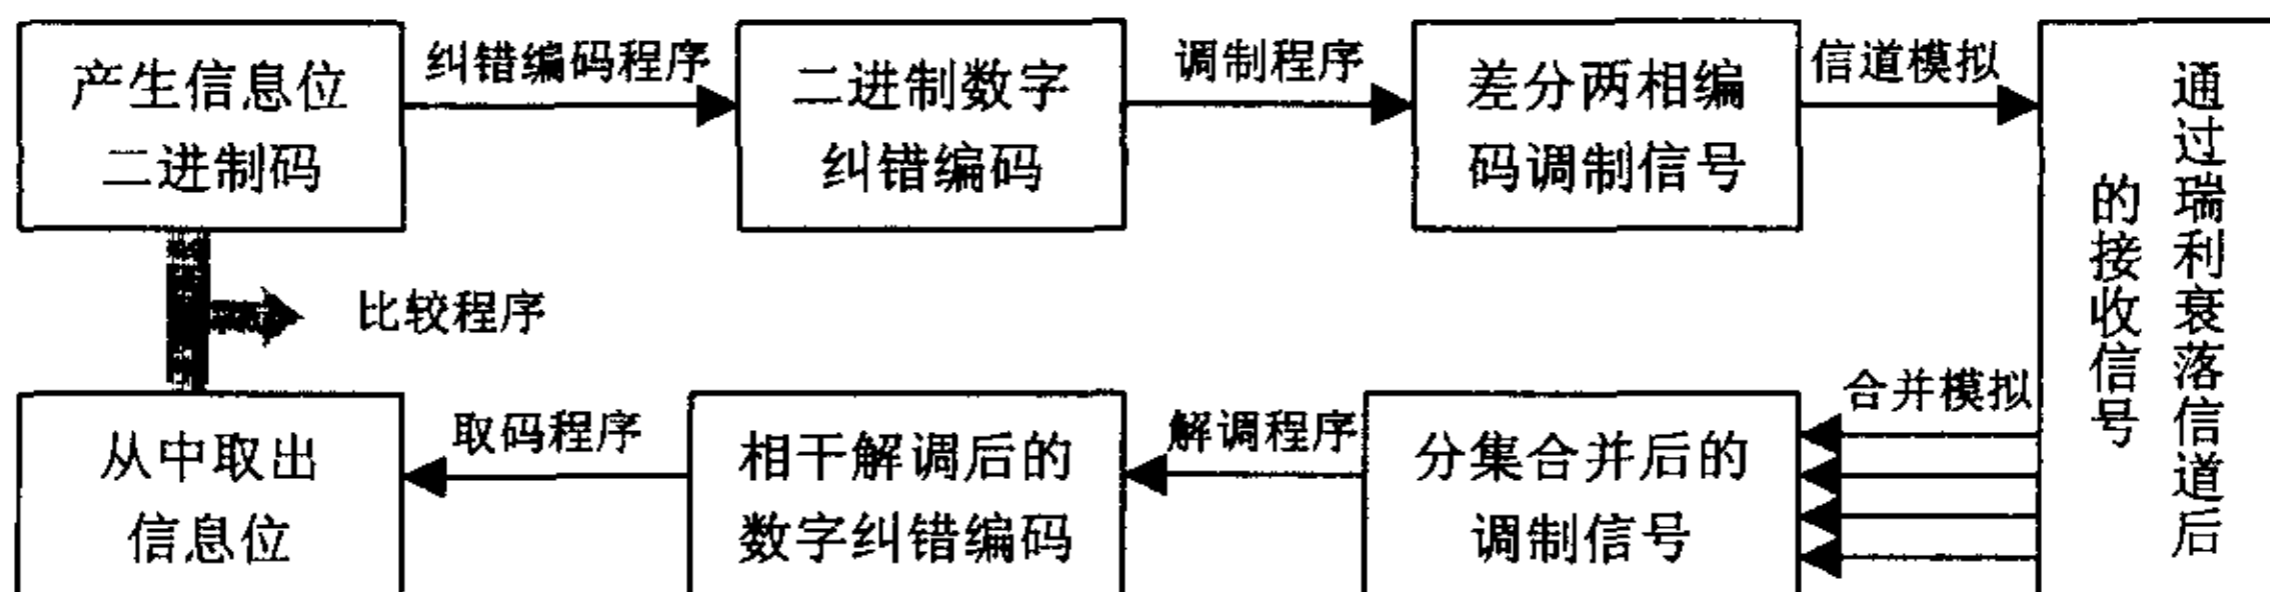 产生信息位
二进制码
纠错编码程序
二进制数字
纠错编码
调制程序
差分两相编
码调制信号
信道模拟
通过瑞利衰落信道后
的接收信号
合并模拟
分集合并后的
调制信号
解调程序
相干解调后的
数字纠错编码
取码程序
从中取出
信息位
比较程序